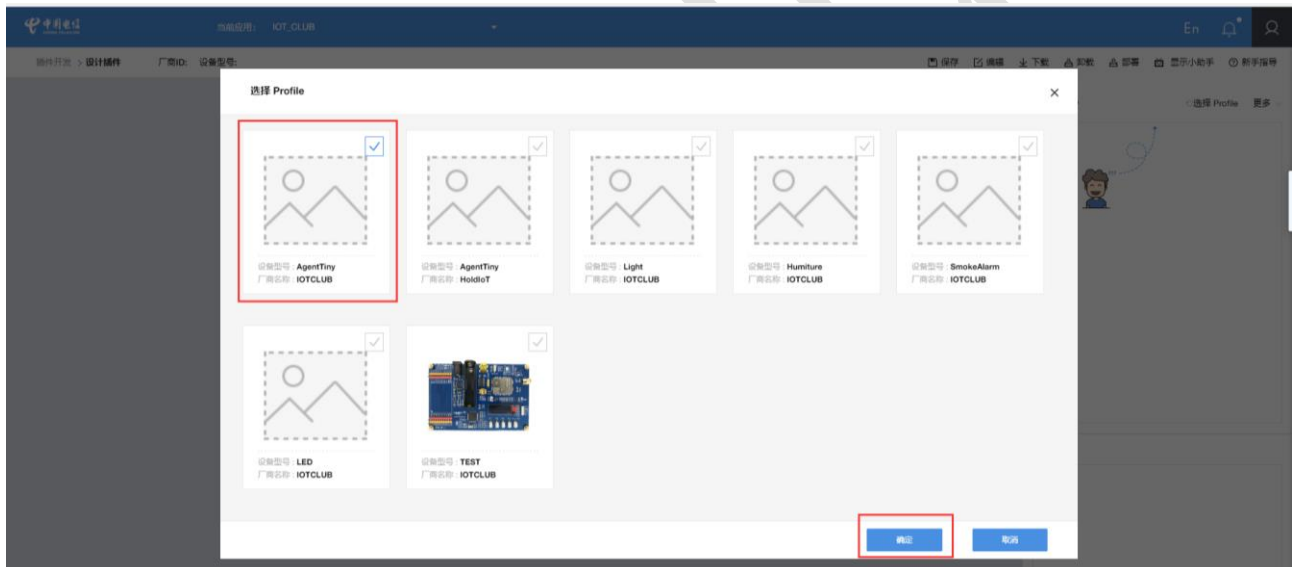 中国电信
当前应用： IOT_CLUB
En
插件开发 > 设计插件 厂商ID: 设备型号:
保存 编辑 下载 卸载 部署 显示小助手 新手指导
选择 Profile
×
< 选择 Profile 更多
设备型号 : AgentTiny
厂商名称 : IOTCLUB
设备型号 : AgentTiny
厂商名称 : HoldIoT
设备型号 : Light
厂商名称 : IOTCLUB
设备型号 : Humiture
厂商名称 : IOTCLUB
设备型号 : SmokeAlarm
厂商名称 : IOTCLUB
设备型号 : LED
厂商名称 : IOTCLUB
设备型号 : TEST
厂商名称 : IOTCLUB
确定 取消